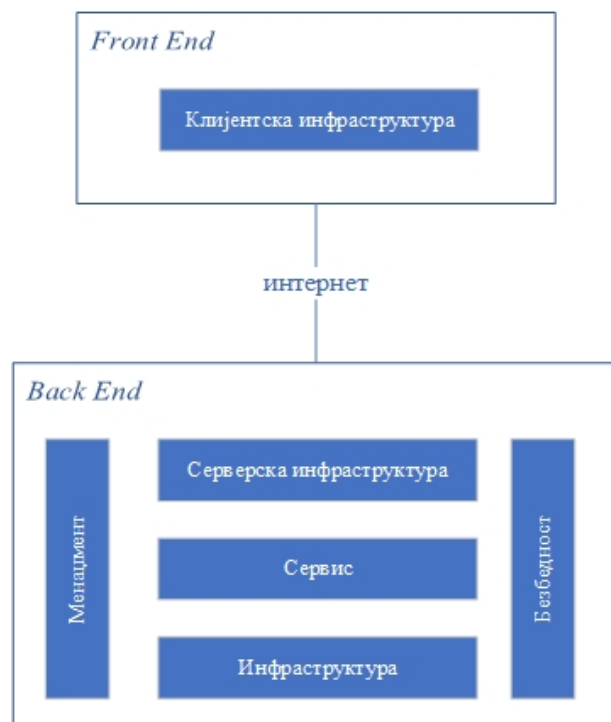 Front End
Клијентска инфраструктура
интернет
Back End
Менаџмент
Серверска инфраструктура
Сервис
Инфраструктура
Безбедност